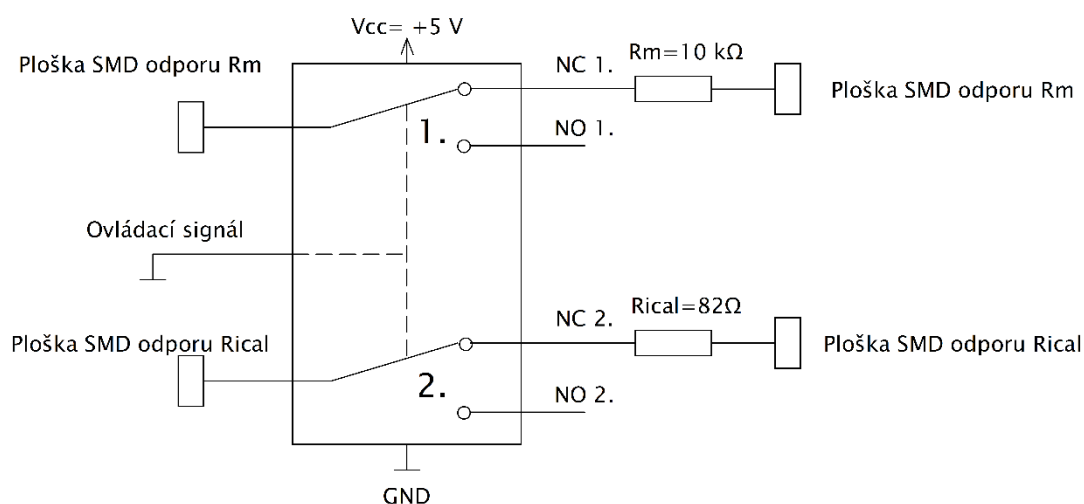 Vcc= +5 V
Ploška SMD odporu Rm
NC 1.
Rm=10 kΩ
Ploška SMD odporu Rm
1.
NO 1.
Ovládací signál
Ploška SMD odporu Rical
NC 2.
Rical=82Ω
Ploška SMD odporu Rical
2.
NO 2.
GND